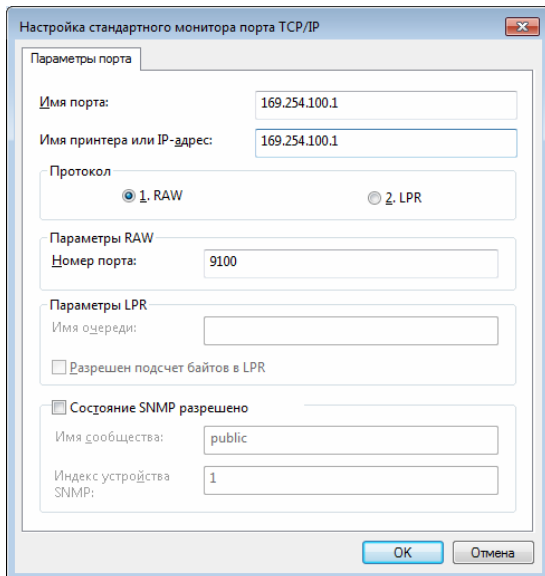 Настройка стандартного монитора порта TCP/IP
Параметры порта
Имя порта: 169.254.100.1
Имя принтера или IP-адрес: 169.254.100.1
Протокол
1. RAW 2. LPR
Параметры RAW
Номер порта: 9100
Параметры LPR
Имя очереди:
Разрешен подсчет байтов в LPR
Состояние SNMP разрешено
Имя сообщества: public
Индекс устройства SNMP: 1
OK Отмена